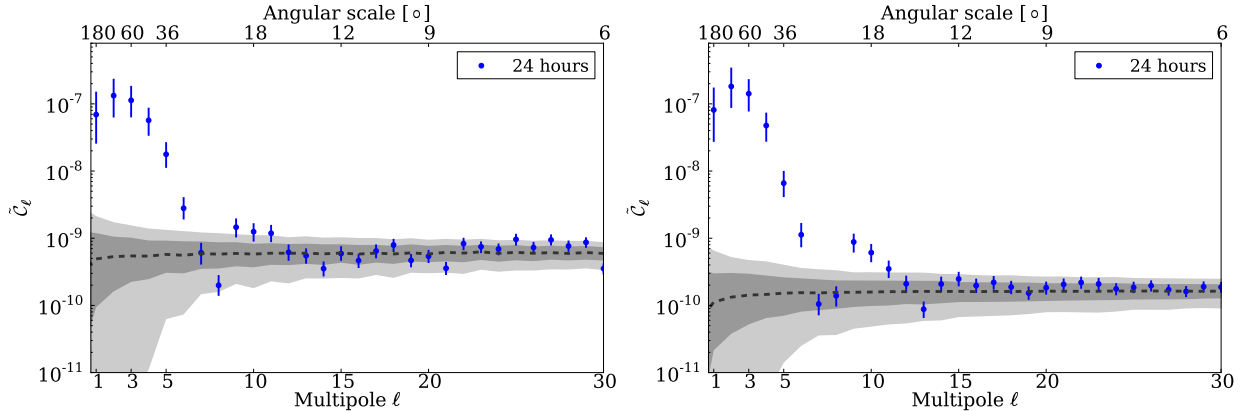 Angular scale [∘]
180 60 36 18 12 9 6
24 hours
10⁻⁷
10⁻⁸
10⁻⁹
10⁻¹⁰
10⁻¹¹
C̃ℓ
1 3 5 10 15 20 30
Multipole ℓ
Angular scale [∘]
180 60 36 18 12 9 6
24 hours
10⁻⁷
10⁻⁸
10⁻⁹
10⁻¹⁰
10⁻¹¹
C̃ℓ
1 3 5 10 15 20 30
Multipole ℓ